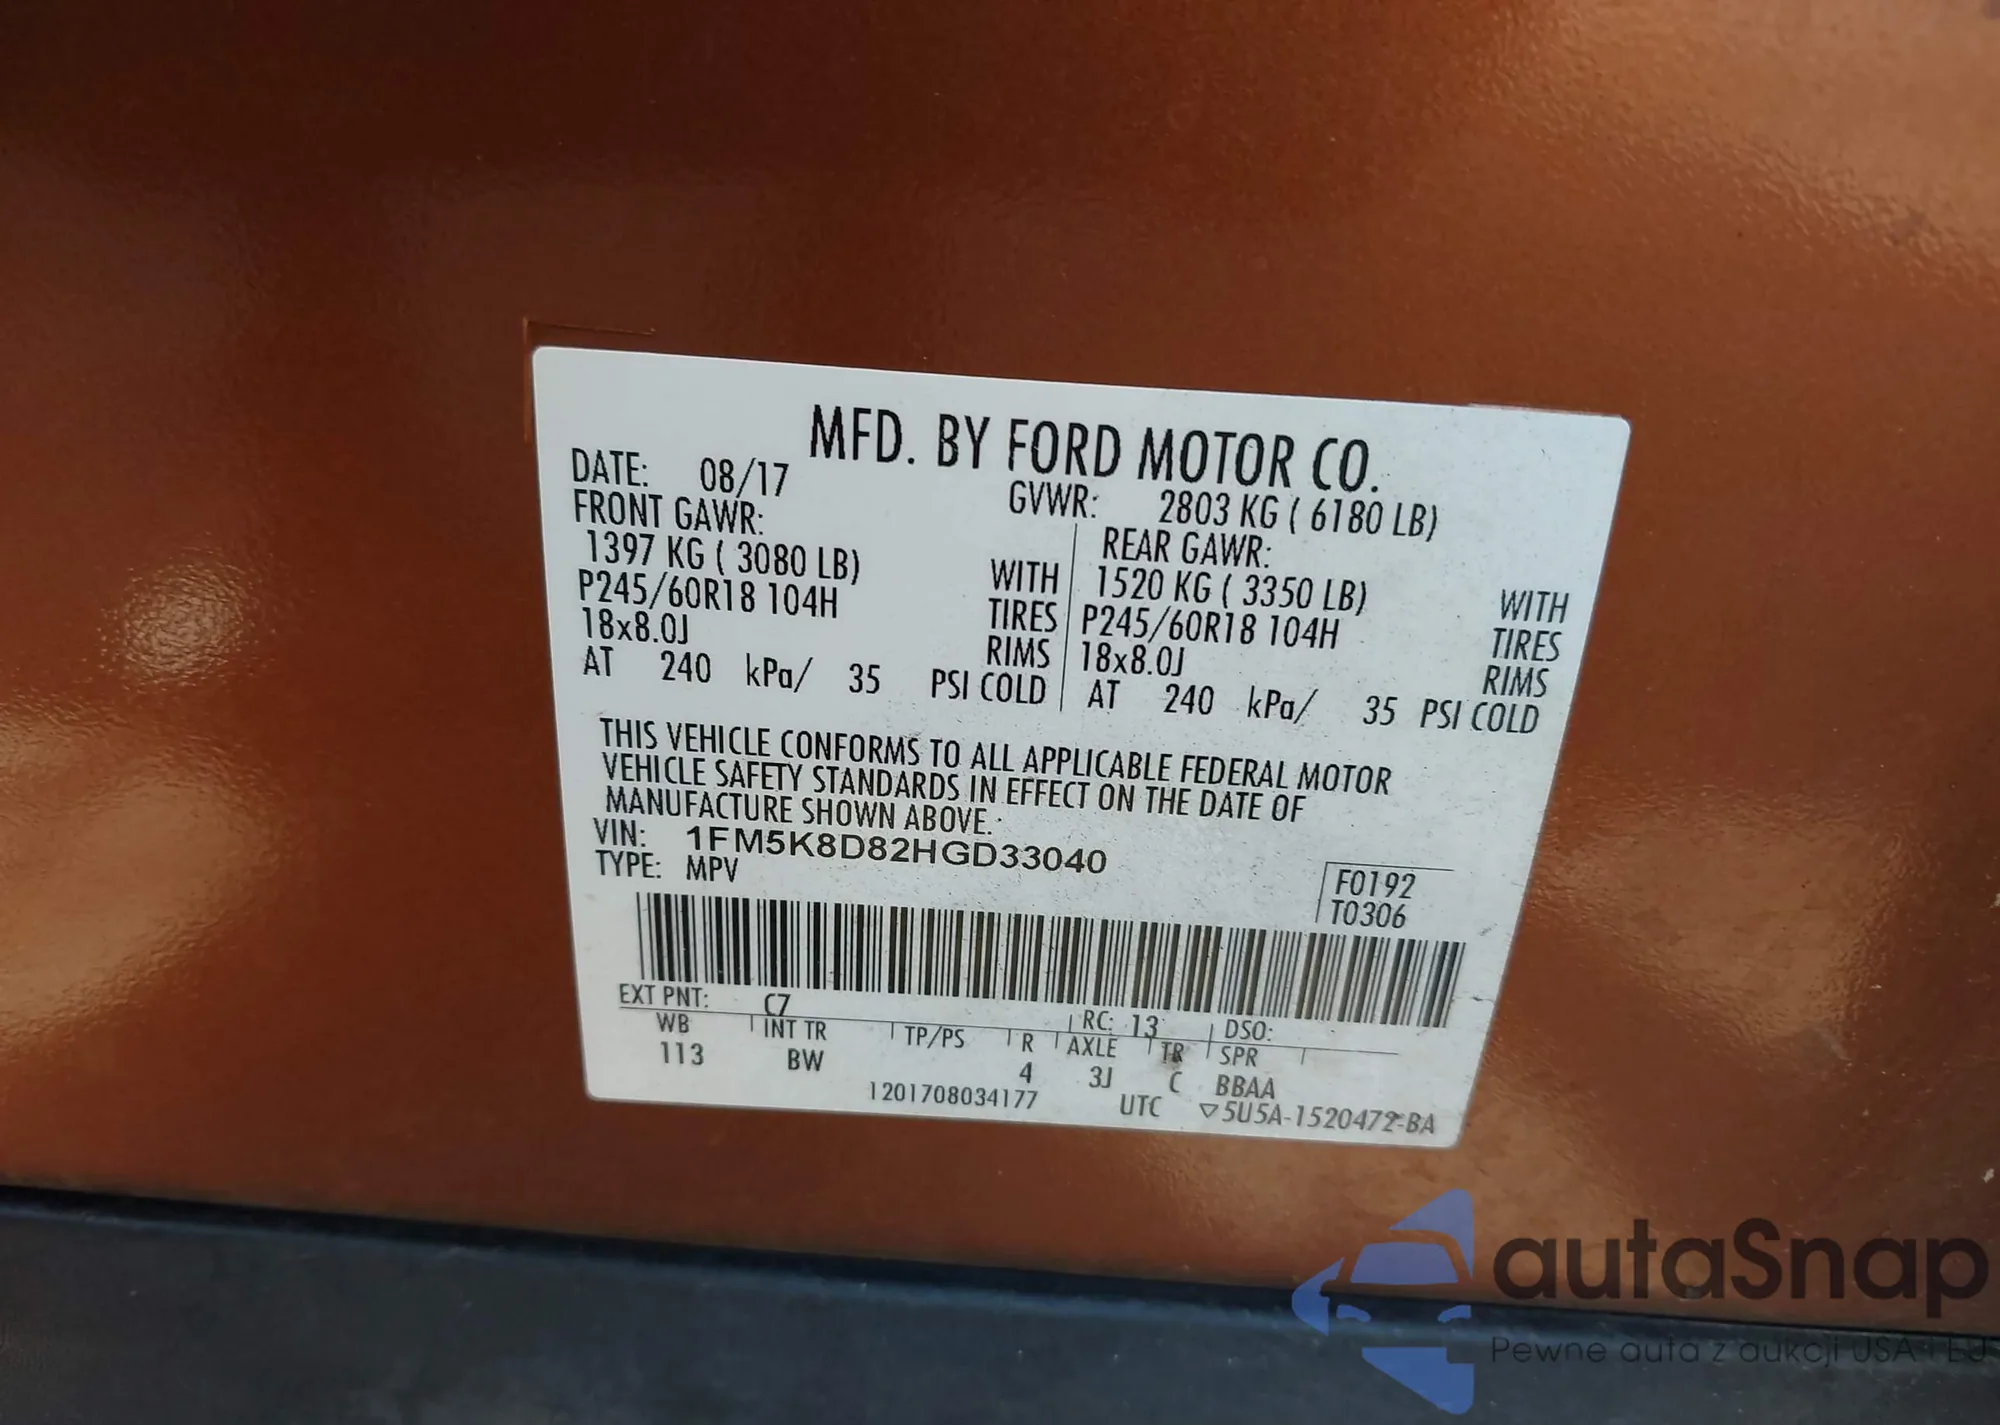 MFD. BY FORD MOTOR CO.
DATE: 08/17
GVWR: 2803 KG ( 6180 LB)
FRONT GAWR:
1397 KG ( 3080 LB) WITH
P245/60R18 104H TIRES
18x8.0J RIMS
AT 240 kPa/ 35 PSI COLD
REAR GAWR:
1520 KG ( 3350 LB) WITH
P245/60R18 104H TIRES
18x8.0J RIMS
AT 240 kPa/ 35 PSI COLD
THIS VEHICLE CONFORMS TO ALL APPLICABLE FEDERAL MOTOR
VEHICLE SAFETY STANDARDS IN EFFECT ON THE DATE OF
MANUFACTURE SHOWN ABOVE.
VIN: 1FM5K8D82HGD33040
TYPE: MPV
F0192
T0306
EXT PNT: C7 RC: 13 DSO:
WB INT TR TP/PS R AXLE TR SPR
113 BW 4 3J C BBAA
1201708034177 UTC ▽5U5A-1520472-BA
autaSnap
Pewne auta z aukcji USA i EU